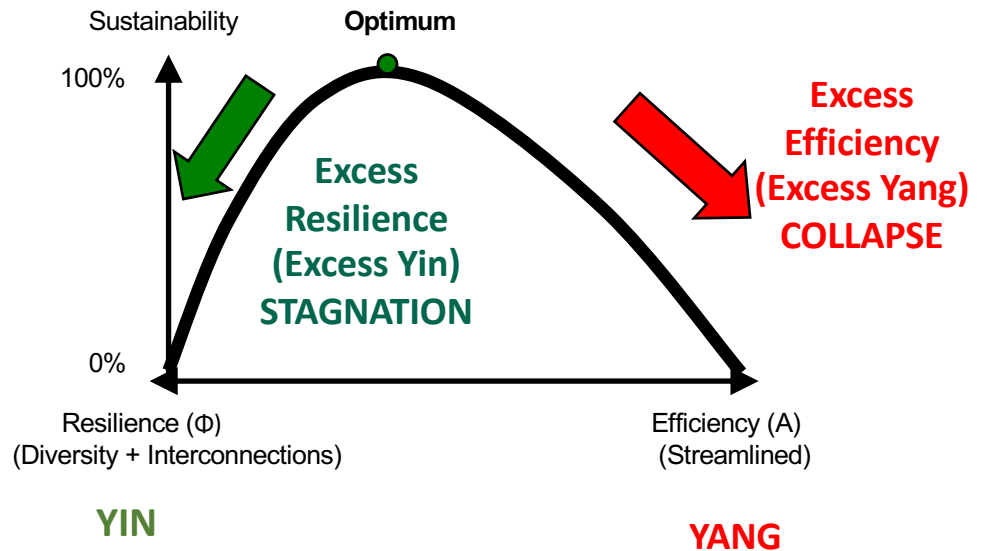 Sustainability
Optimum
100%
Excess
Efficiency
(Excess Yang)
COLLAPSE
Excess
Resilience
(Excess Yin)
STAGNATION
0%
Resilience (Φ)
(Diversity + Interconnections)
Efficiency (A)
(Streamlined)
YIN
YANG